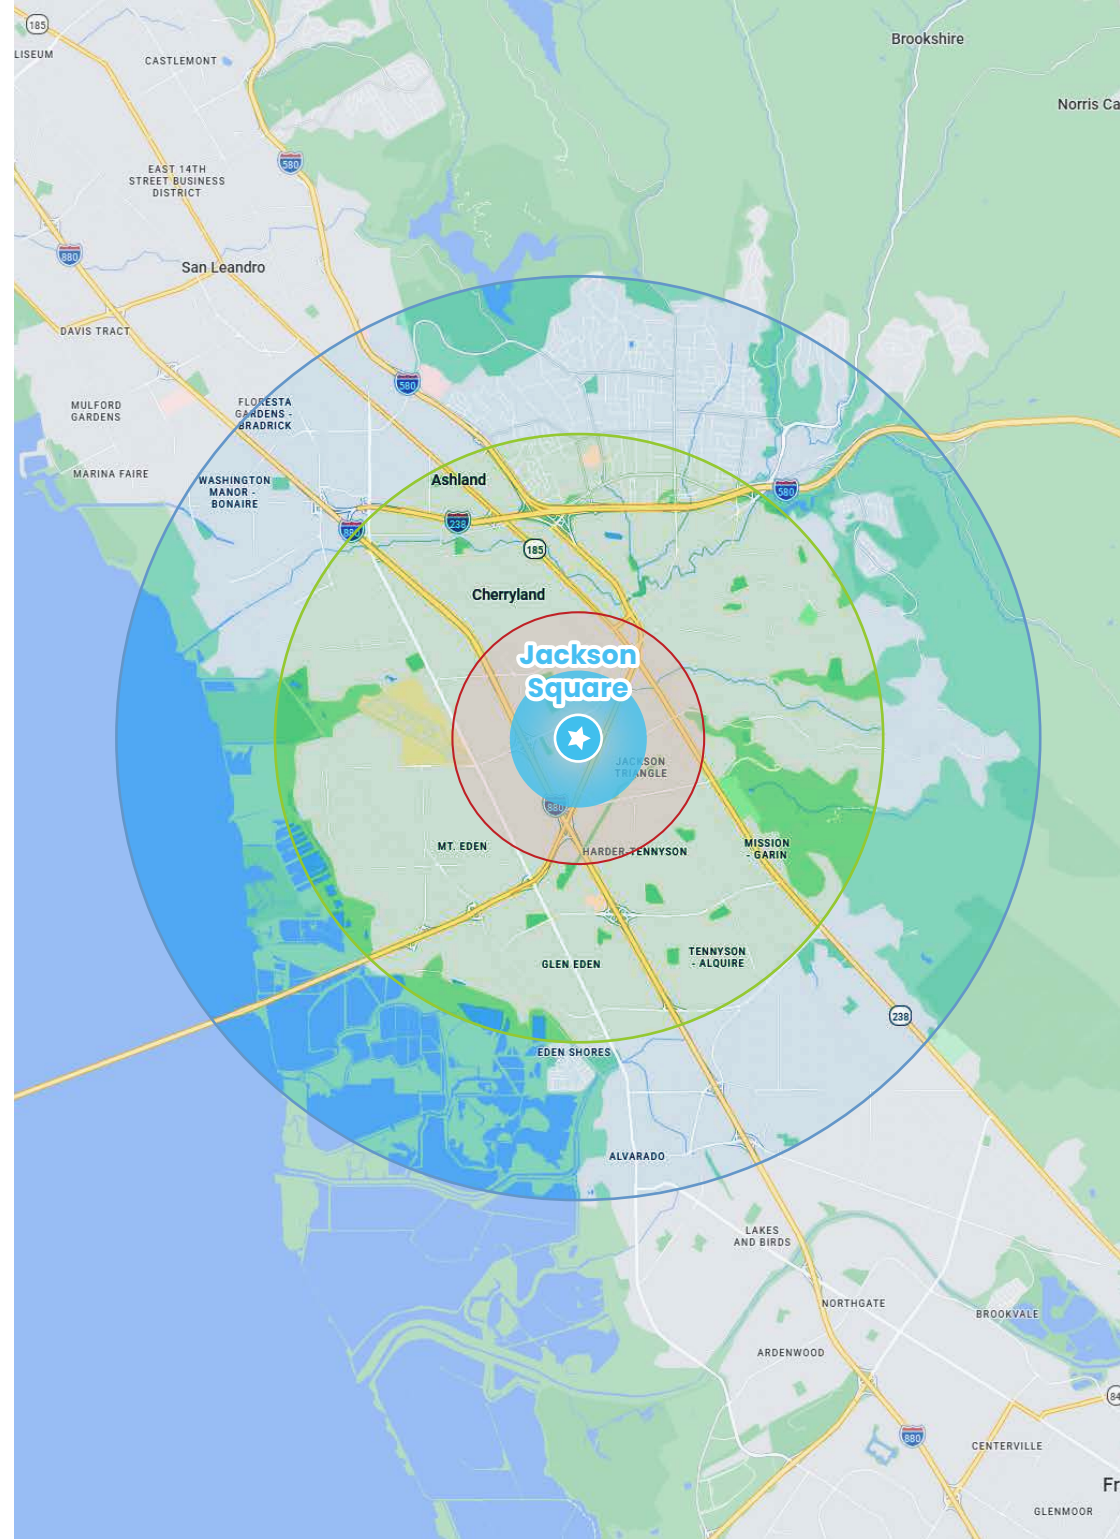 185
LISEUM
CASTLEMONT
Brookshire
Norris Ca
580
EAST 14TH
STREET BUSINESS
DISTRICT
880
San Leandro
DAVIS TRACT
580
MULFORD
GARDENS
FLORESTA
GARDENS -
BRADRICK
MARINA FAIRE
WASHINGTON
MANOR -
BONAIRE
Ashland
580
238
880
185
Cherryland
Jackson
Square
JACKSON
TRIANGLE
880
MT. EDEN
HARDER-TENNYSON
MISSION
- GARIN
GLEN EDEN
TENNYSON
- ALQUIRE
238
EDEN SHORES
ALVARADO
LAKES
AND BIRDS
NORTHGATE
BROOKVALE
ARDENWOOD
84
880
CENTERVILLE
Fr
GLENMOOR